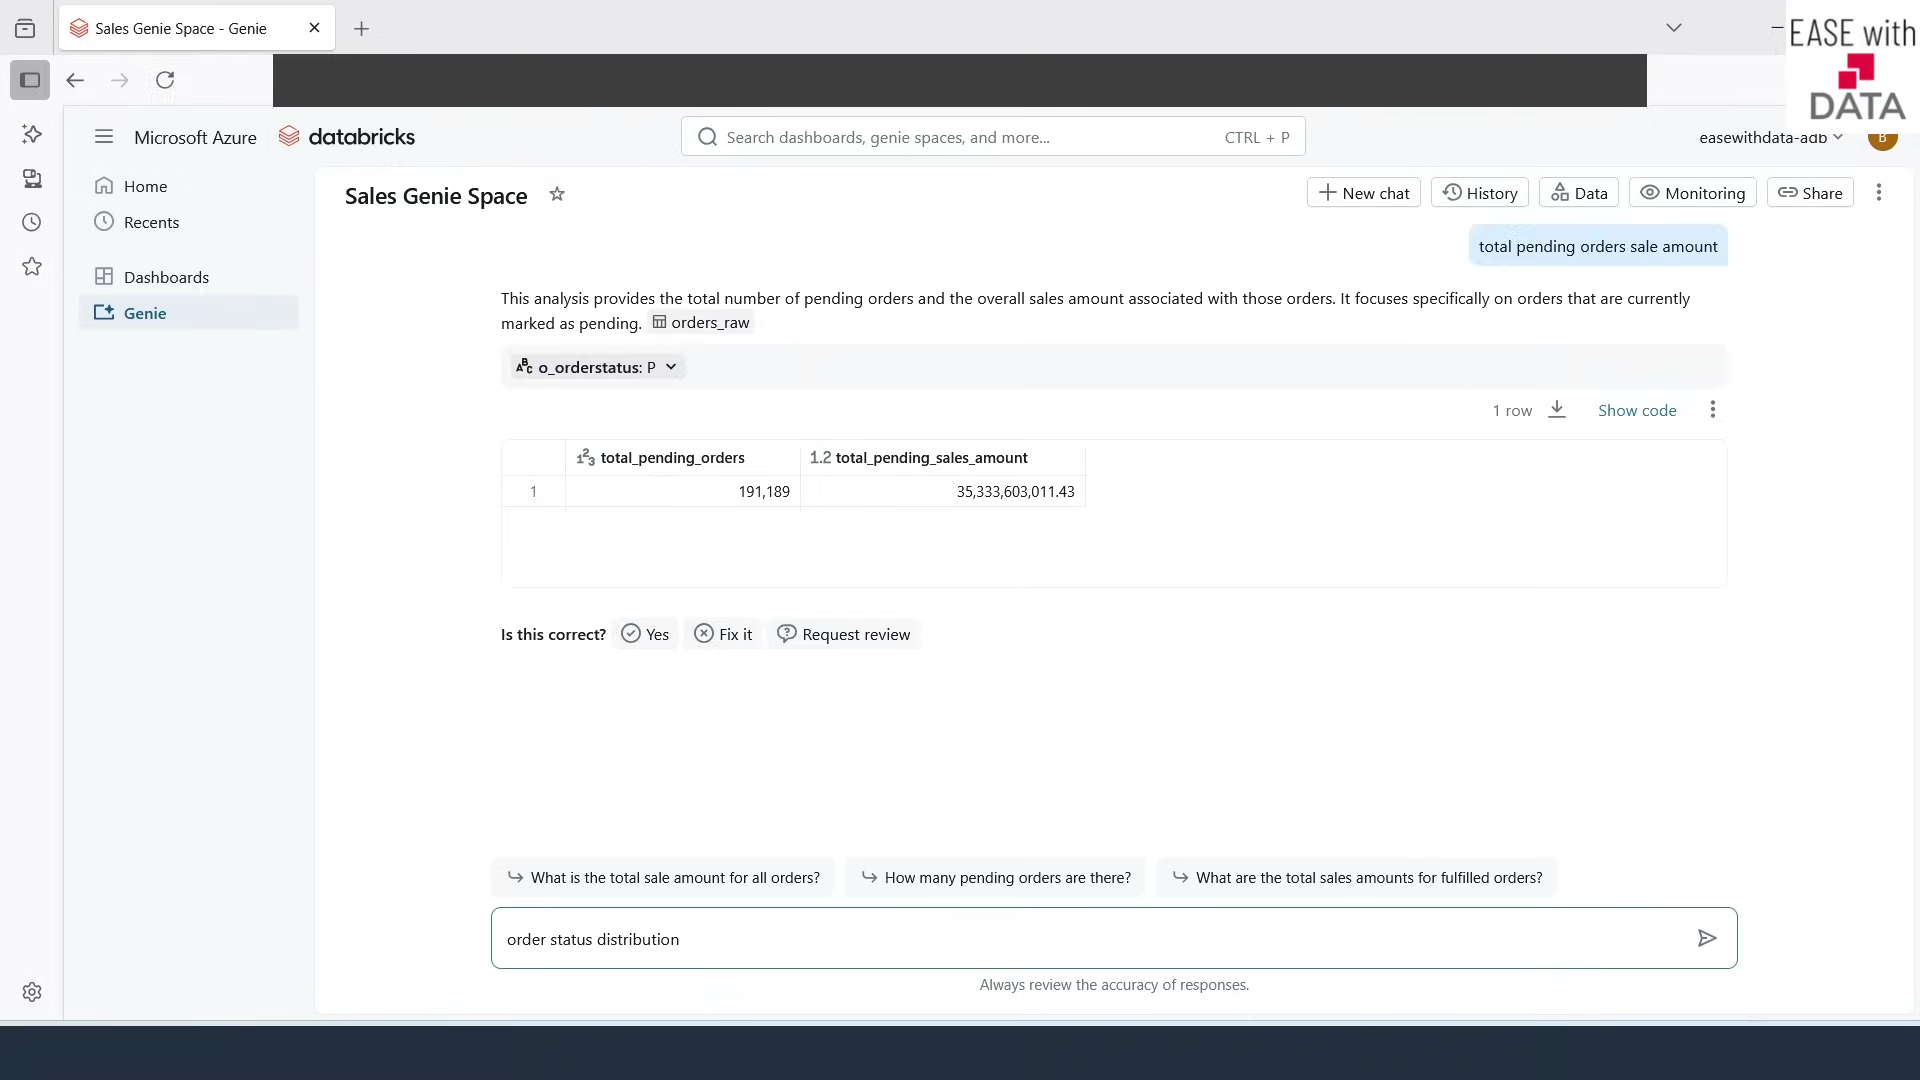 Sales Genie Space - Genie
EASE with
DATA
Microsoft Azure
databricks
Search dashboards, genie spaces, and more...
CTRL + P
easewithdata-adb
B
Home
Recents
Dashboards
Genie
Sales Genie Space
New chat
History
Data
Monitoring
Share
total pending orders sale amount
This analysis provides the total number of pending orders and the overall sales amount associated with those orders. It focuses specifically on orders that are currently
marked as pending. orders_raw
o_orderstatus: P
1 row
Show code
total_pending_orders
1.2 total_pending_sales_amount
1
191,189
35,333,603,011.43
Is this correct? Yes Fix it Request review
What is the total sale amount for all orders?
How many pending orders are there?
What are the total sales amounts for fulfilled orders?
order status distribution
Always review the accuracy of responses.